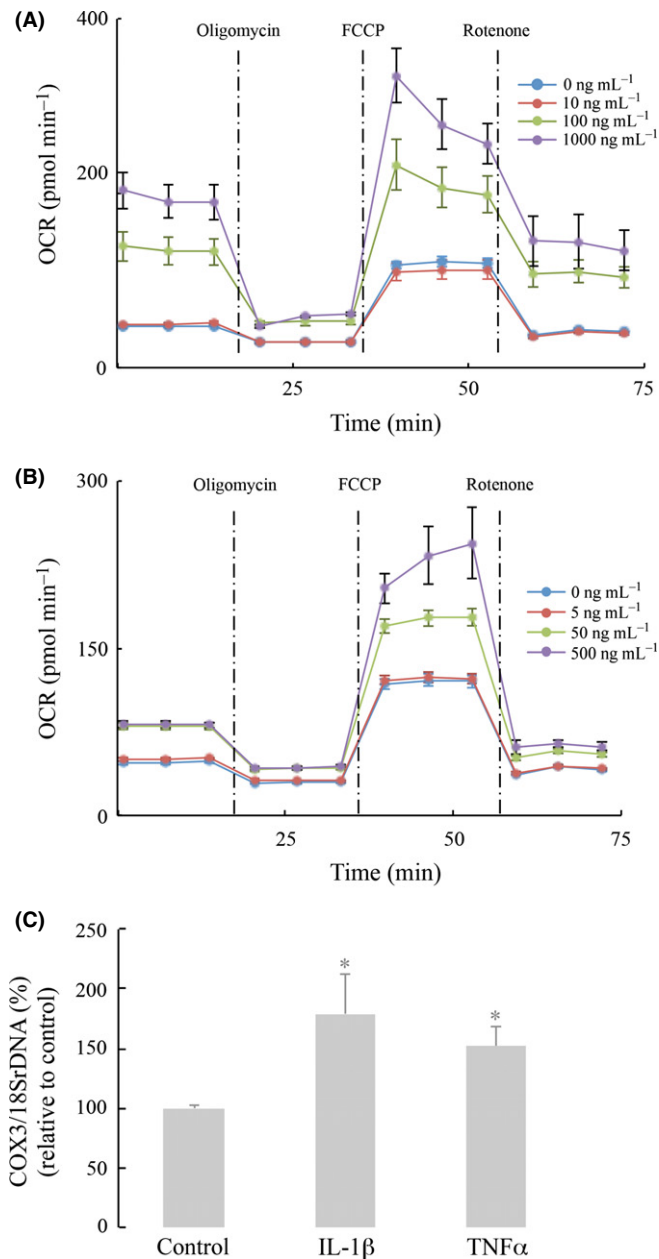 (A)
400
Oligomycin
FCCP
Rotenone
0 ng mL⁻¹
10 ng mL⁻¹
100 ng mL⁻¹
1000 ng mL⁻¹
OCR (pmol min⁻¹)
200
0
25
50
75
Time (min)
(B)
300
Oligomycin
FCCP
Rotenone
0 ng mL⁻¹
5 ng mL⁻¹
50 ng mL⁻¹
500 ng mL⁻¹
OCR (pmol min⁻¹)
150
0
25
50
75
Time (min)
(C)
250
200
150
100
50
0
COX3/18SrDNA (%)
(relative to control)
*
*
Control
IL-1β
TNFα